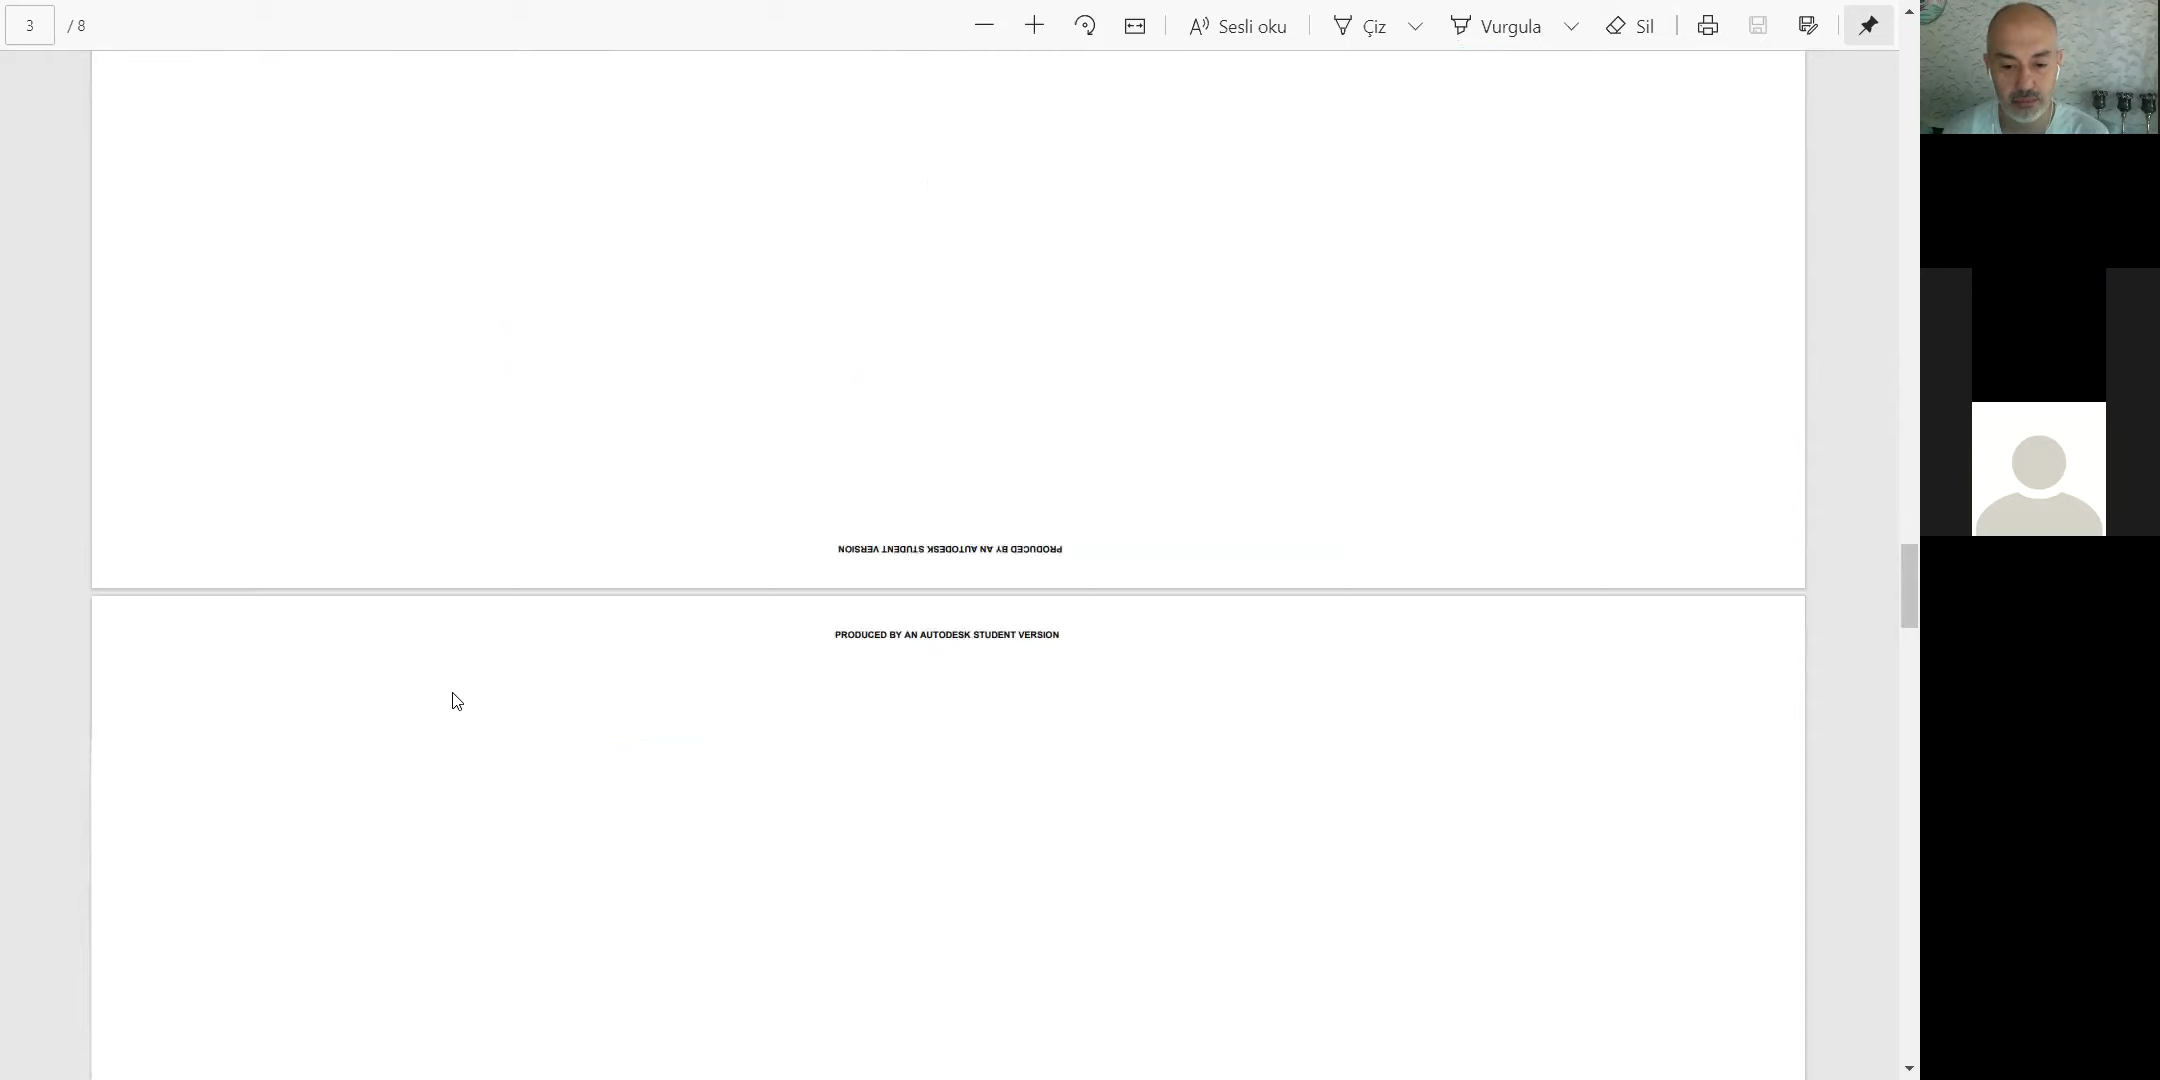 3 / 8 Sesli oku Çiz Vurgula Sil
PRODUCED BY AN AUTODESK STUDENT VERSION
PRODUCED BY AN AUTODESK STUDENT VERSION